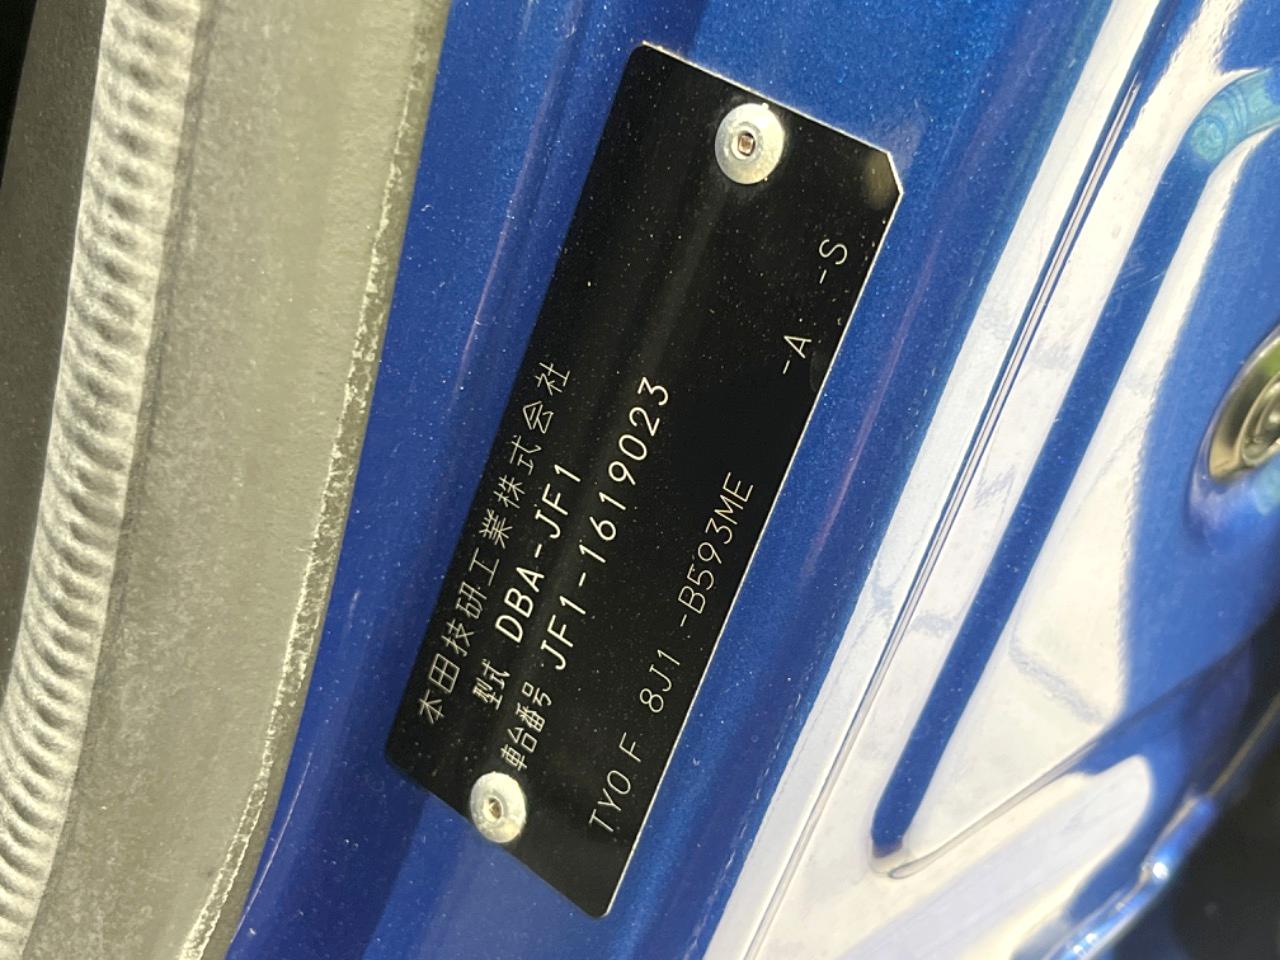 本田技研工業株式会社
型式 DBA-JF1
車台番号 JF1-1619023
TY0F 8J1 -B593ME -A -S